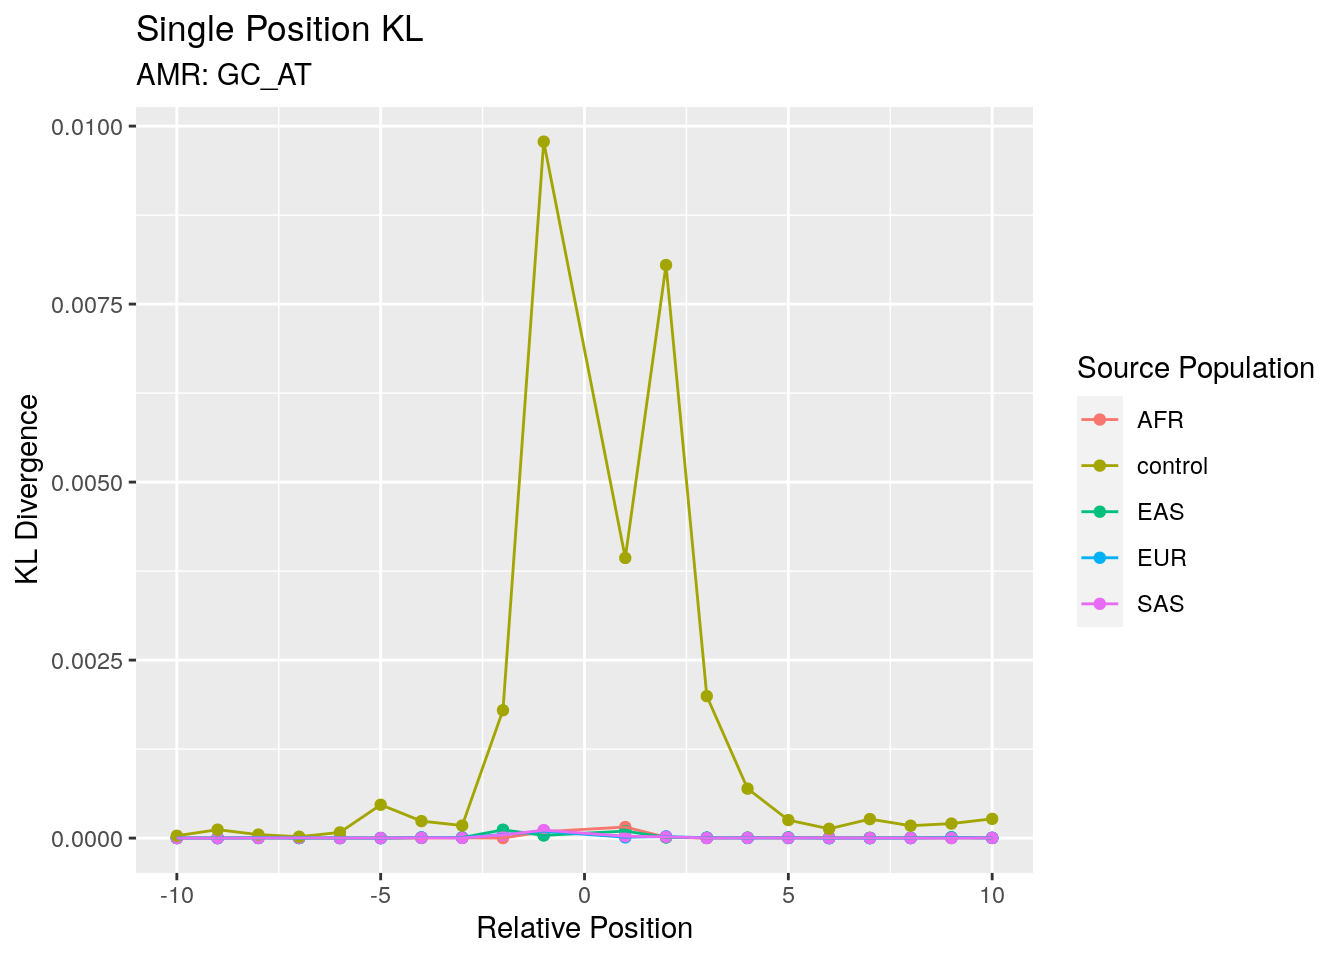 Single Position KL
AMR: GC_AT
0.0100
0.0075
0.0050
0.0025
0.0000
KL Divergence
-10
-5
0
5
10
Relative Position
Source Population
AFR
control
EAS
EUR
SAS